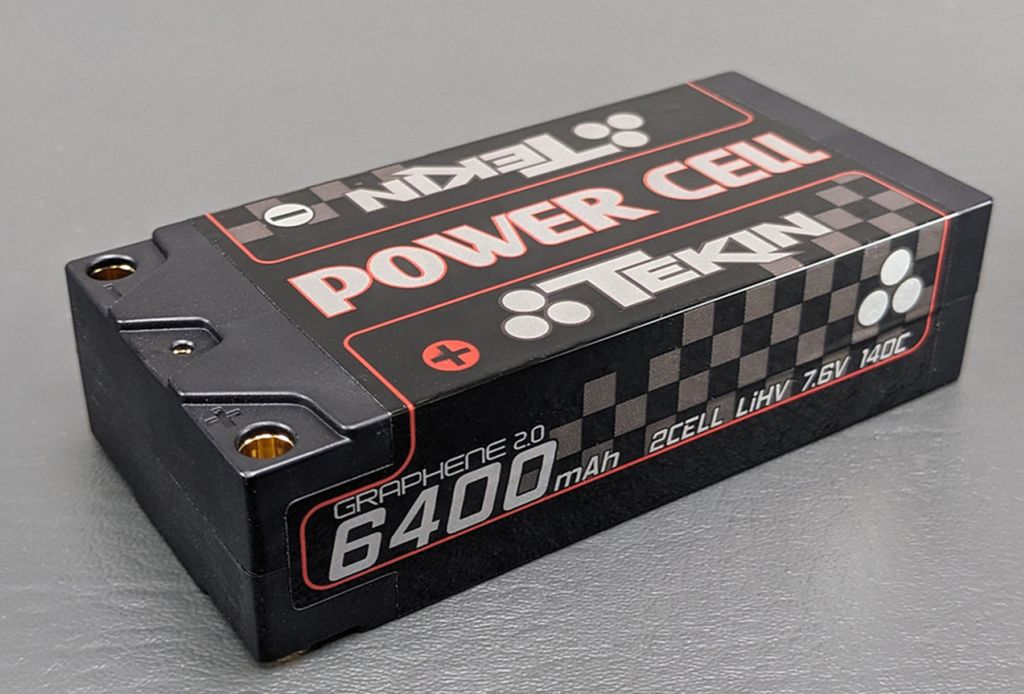 TEKIN
POWER CELL
TEKIN
GRAPHENE 2.0
6400mAh 2CELL LiHV 7.6V 140C